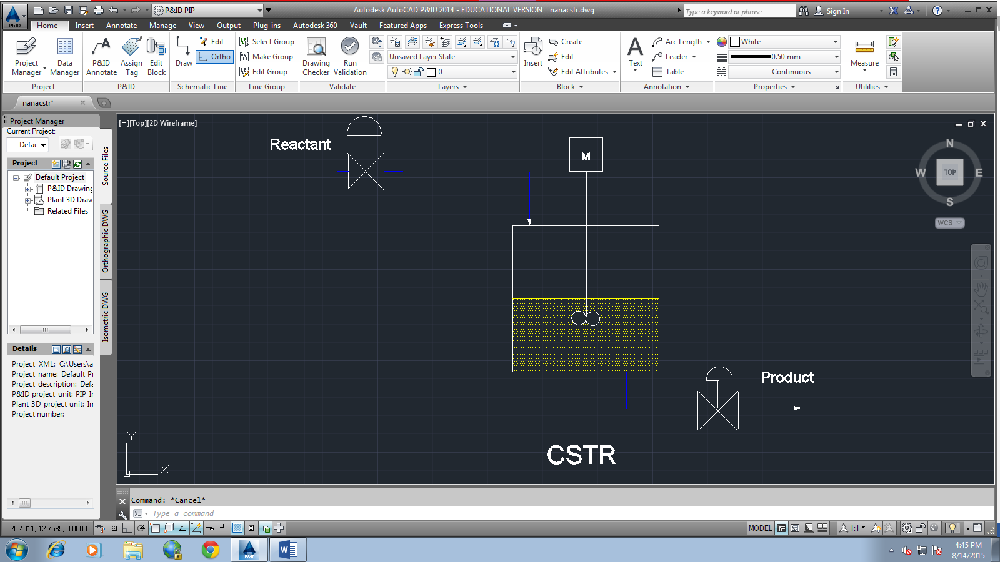 P&ID PIP
Autodesk AutoCAD P&ID 2014 - EDUCATIONAL VERSION nanacstr.dwg
Type a keyword or phrase
Sign In
P&ID
Home Insert Annotate Manage View Output Plug-ins Autodesk 360 Vault Featured Apps Express Tools
Project Manager
Data Manager
Project
P&ID Annotate
Assign Tag
Edit Block
P&ID
Draw
Edit
Ortho
Schematic Line
Select Group
Make Group
Edit Group
Line Group
Drawing Checker
Run Validation
Validate
Unsaved Layer State
0
Layers
Insert
Create
Edit
Edit Attributes
Block
Text
Arc Length
Leader
Table
Annotation
White
0.50 mm
Continuous
Properties
Measure
Utilities
nanacstr*
Project Manager
Current Project:
Defau
Project
Default Project
P&ID Drawing
Plant 3D Draw
Related Files
Source Files
Orthographic DWG
Isometric DWG
Details
Project XML: C:\Users\a
Project name: Default Pr
Project description: Defa
P&ID project unit: PIP In
Plant 3D project unit: In
Project number:
[−][Top][2D Wireframe]
Reactant
M
Product
CSTR
N
W
TOP
E
S
WCS
Y
X
Command: *Cancel*
Type a command
20.4011, 12.7585, 0.0000
MODEL
1:1
P&ID
4:45 PM
8/14/2015